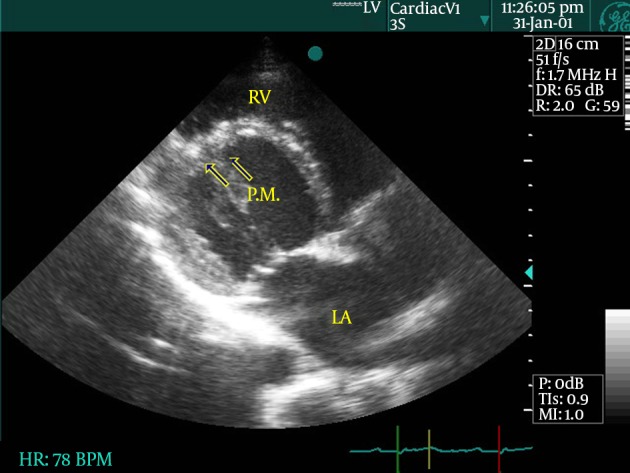 LV
CardiacV1
3S
11:26:05 pm
31-Jan-01
2D 16 cm
51 f/s
f: 1.7 MHz H
DR: 65 dB
R: 2.0 G: 59
RV
P.M.
LA
P: 0dB
TIs: 0.9
MI: 1.0
HR: 78 BPM